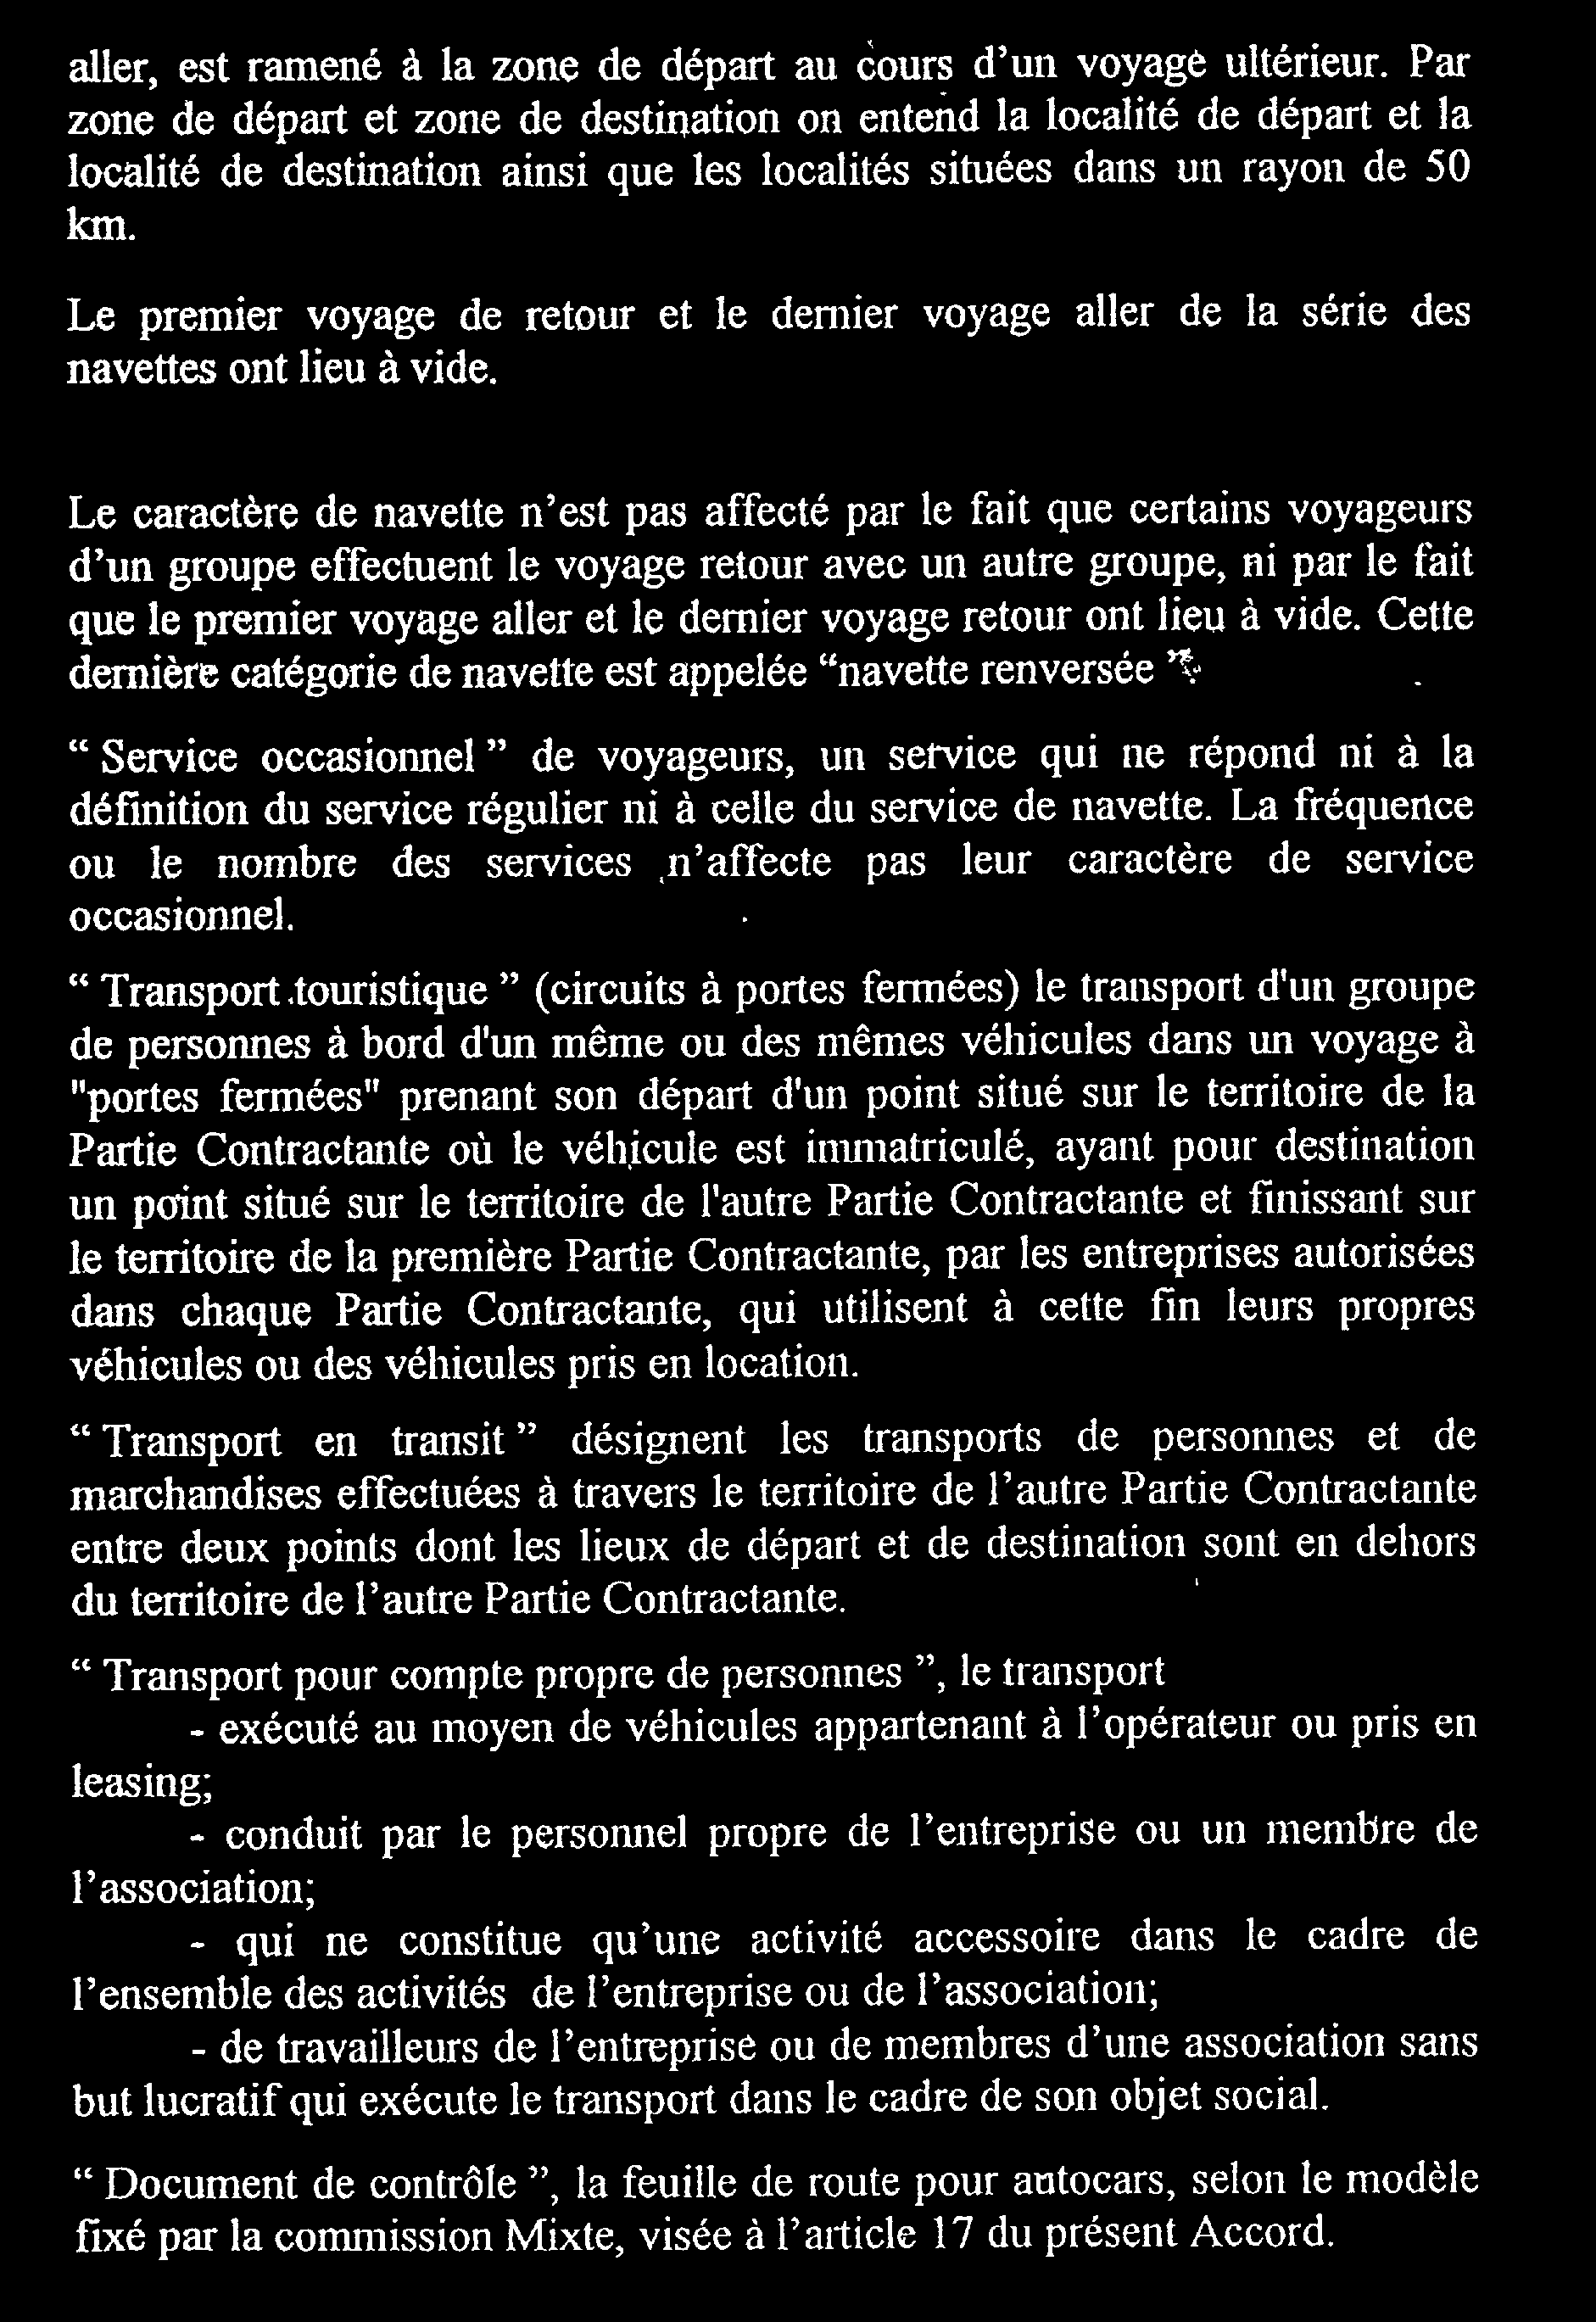 aller, est ramené à la zone de départ au cours d’un voyage ultérieur. Par
zone de départ et zone de destination on entend la localité de départ et la
localité de destination ainsi que les localités situées dans un rayon de 50
km.
Le premier voyage de retour et le dernier voyage aller de la série des
navettes ont lieu à vide.
Le caractère de navette n’est pas affecté par le fait que certains voyageurs
d’un groupe effectuent le voyage retour avec un autre groupe, ni par le fait
que le premier voyage aller et le dernier voyage retour ont lieu à vide. Cette
dernière catégorie de navette est appelée “navette renversée ”.
“ Service occasionnel ” de voyageurs, un service qui ne répond ni à la
définition du service régulier ni à celle du service de navette. La fréquence
ou le nombre des services n’affecte pas leur caractère de service
occasionnel.
“ Transport touristique ” (circuits à portes fermées) le transport d'un groupe
de personnes à bord d'un même ou des mêmes véhicules dans un voyage à
"portes fermées" prenant son départ d'un point situé sur le territoire de la
Partie Contractante où le véhicule est immatriculé, ayant pour destination
un point situé sur le territoire de l'autre Partie Contractante et finissant sur
le territoire de la première Partie Contractante, par les entreprises autorisées
dans chaque Partie Contractante, qui utilisent à cette fin leurs propres
véhicules ou des véhicules pris en location.
“ Transport en transit ” désignent les transports de personnes et de
marchandises effectuées à travers le territoire de l’autre Partie Contractante
entre deux points dont les lieux de départ et de destination sont en dehors
du territoire de l’autre Partie Contractante.
“ Transport pour compte propre de personnes ”, le transport
- exécuté au moyen de véhicules appartenant à l’opérateur ou pris en
leasing;
- conduit par le personnel propre de l’entreprise ou un membre de
l’association;
- qui ne constitue qu’une activité accessoire dans le cadre de
l’ensemble des activités de l’entreprise ou de l’association;
- de travailleurs de l’entreprise ou de membres d’une association sans
but lucratif qui exécute le transport dans le cadre de son objet social.
“ Document de contrôle ”, la feuille de route pour autocars, selon le modèle
fixé par la commission Mixte, visée à l’article 17 du présent Accord.